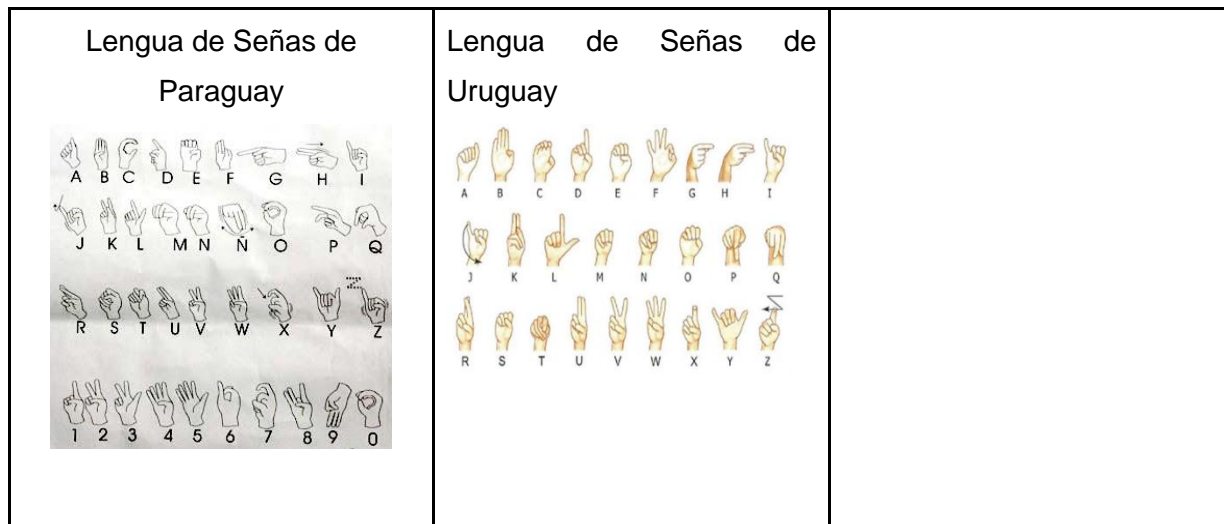 Lengua de Señas de
Paraguay
A B C D E F G H I
J K L M N Ñ O P Q
R S T U V W X Y Z
1 2 3 4 5 6 7 8 9 0
Lengua de Señas de
Uruguay
A B C D E F G H I
J K L M N O P Q
R S T U V W X Y Z